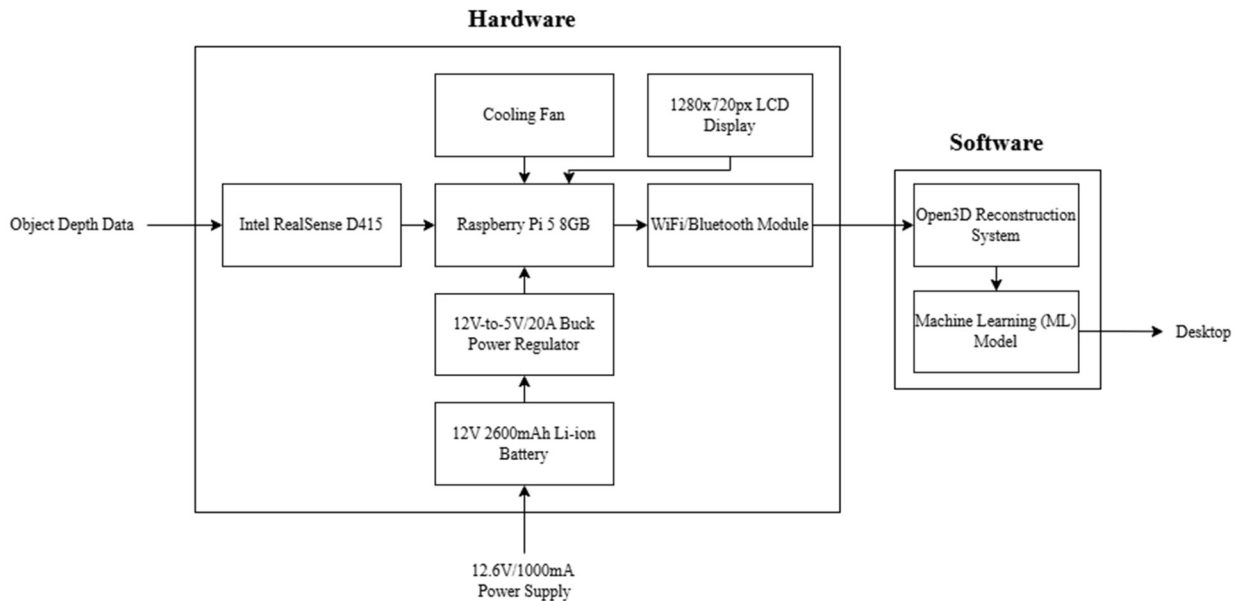 Hardware
Cooling Fan
1280x720px LCD
Display
Software
Object Depth Data
Intel RealSense D415
Raspberry Pi 5 8GB
WiFi/Bluetooth Module
Open3D Reconstruction
System
12V-to-5V/20A Buck
Power Regulator
Machine Learning (ML)
Model
Desktop
12V 2600mAh Li-ion
Battery
12.6V/1000mA
Power Supply